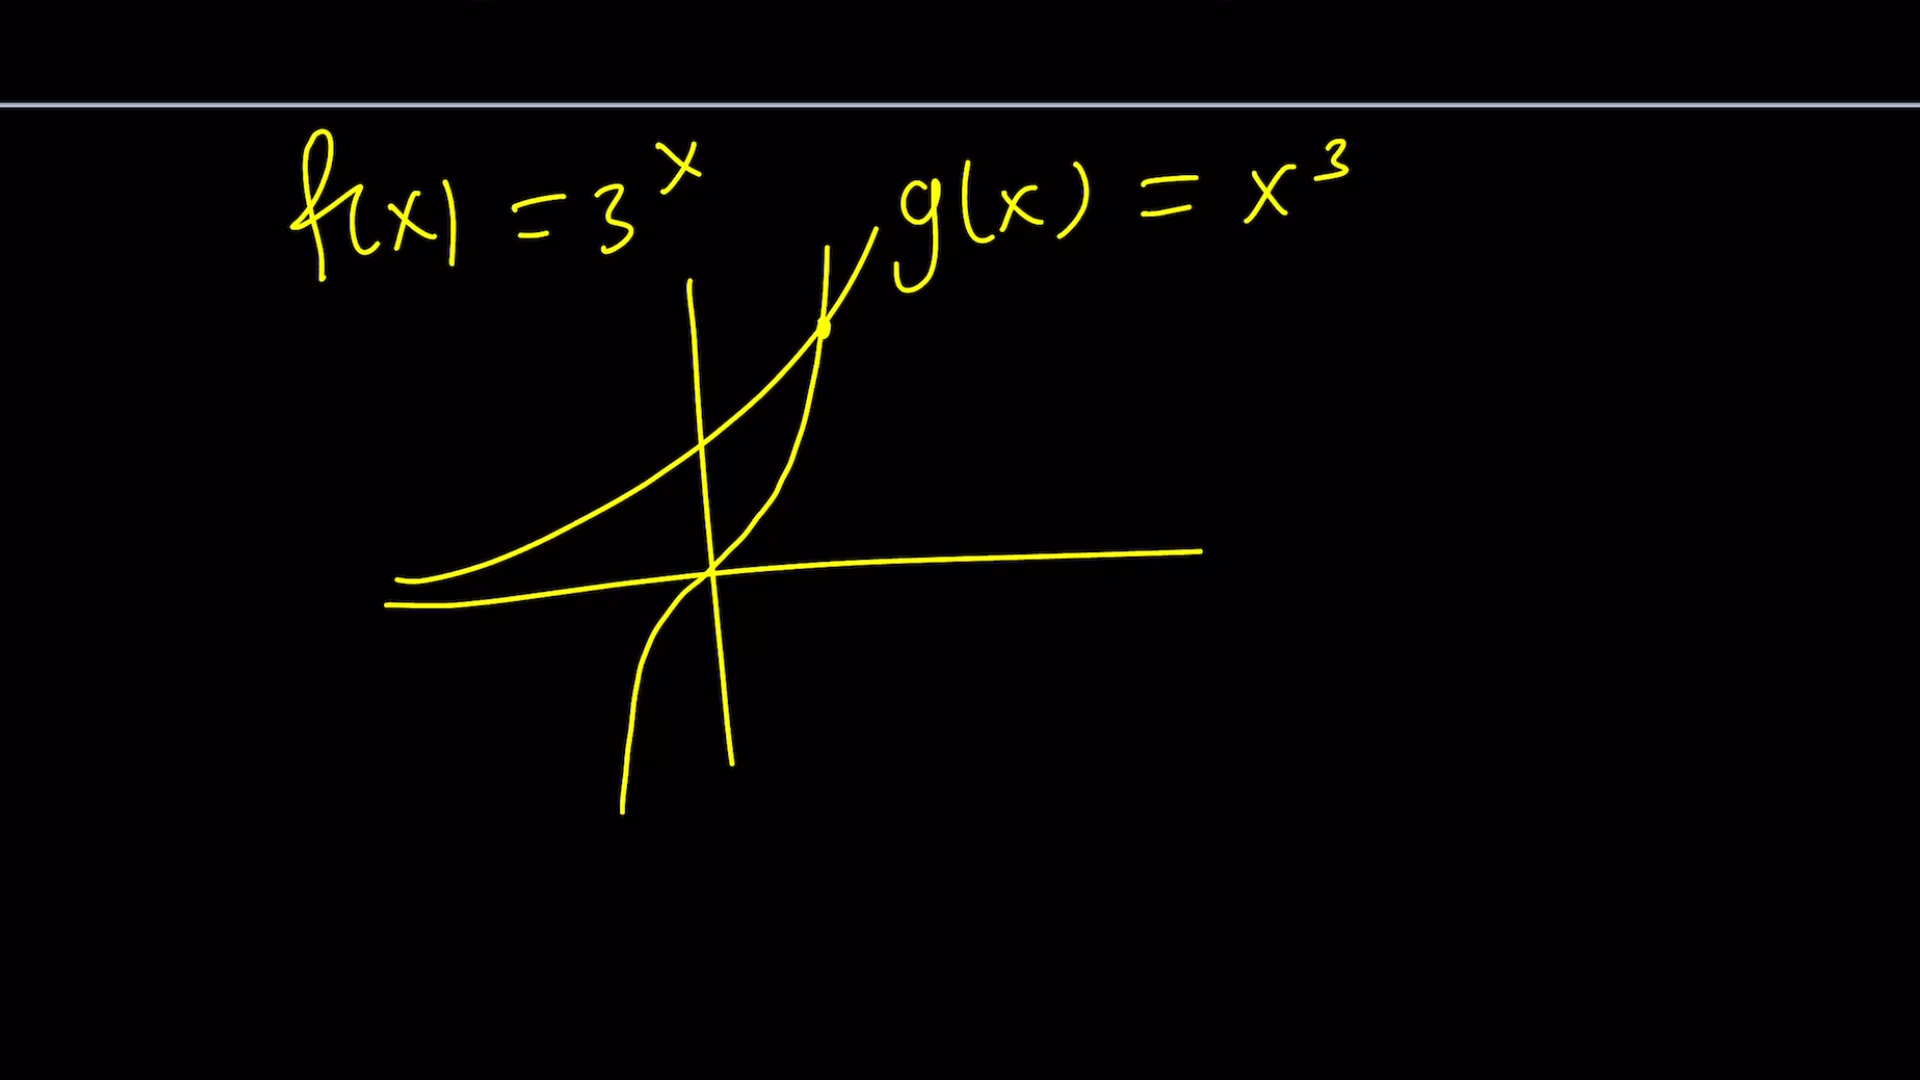 f(x) = 3^x g(x) = x^3